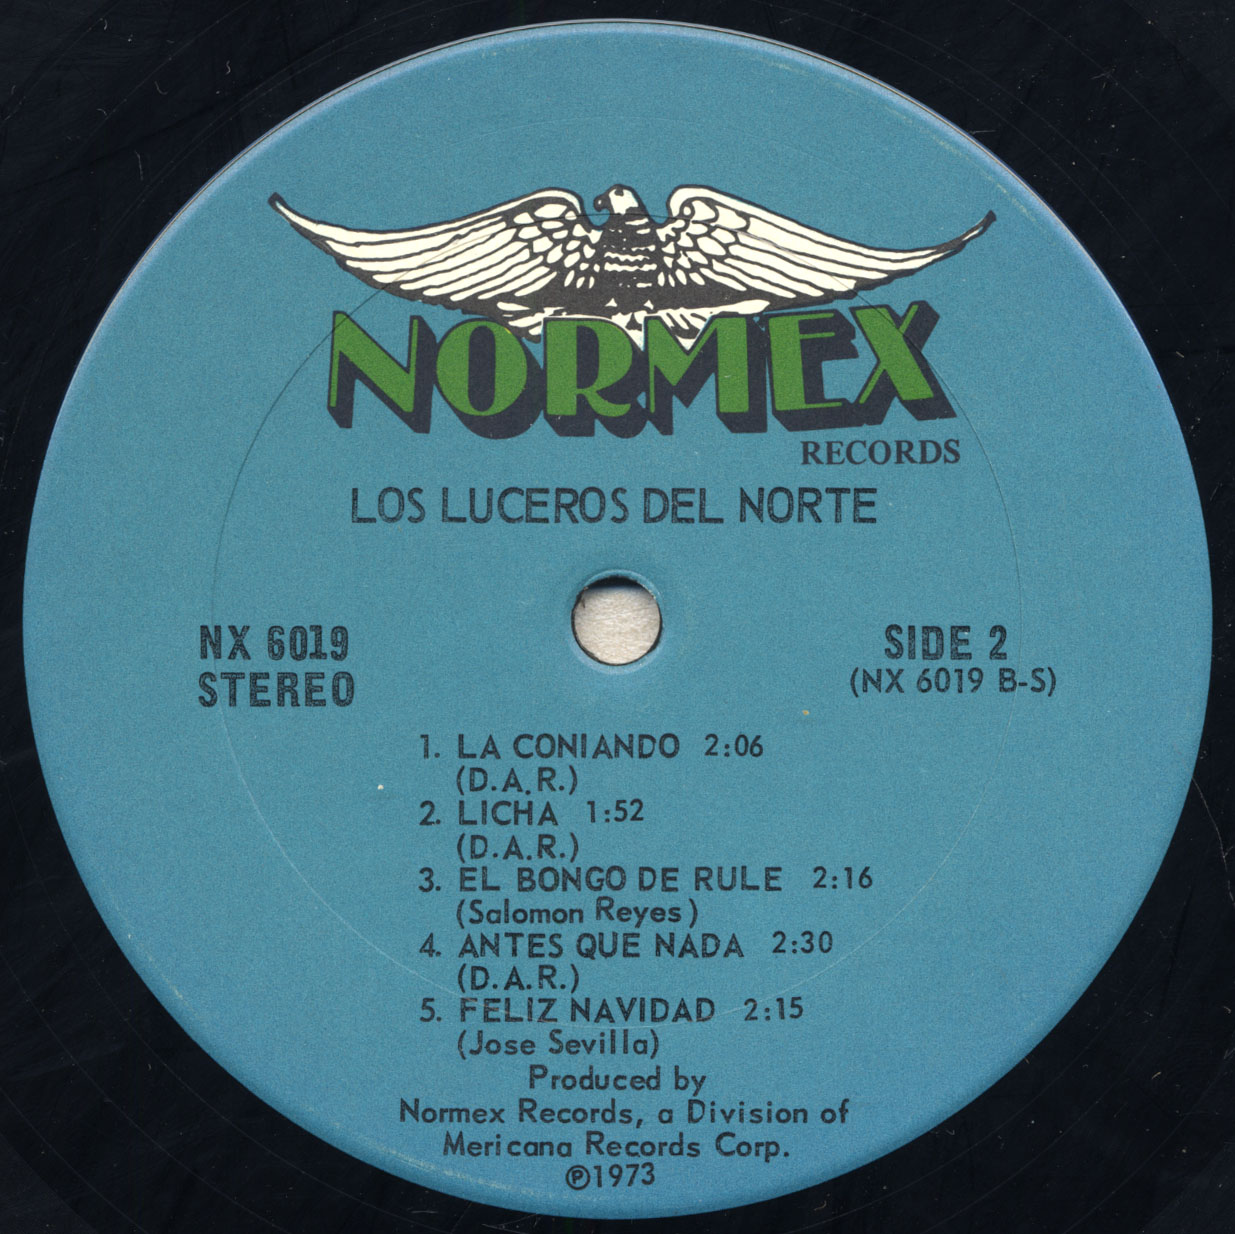 NORMEX
RECORDS
LOS LUCEROS DEL NORTE
NX 6019
STEREO
SIDE 2
(NX 6019 B-S)
1. LA CONIANDO 2:06
(D.A.R.)
2. LICHA 1:52
(D.A.R.)
3. EL BONGO DE RULE 2:16
(Salomon Reyes)
4. ANTES QUE NADA 2:30
(D.A.R.)
5. FELIZ NAVIDAD 2:15
(Jose Sevilla)
Produced by
Normex Records, a Division of
Mericana Records Corp.
℗1973